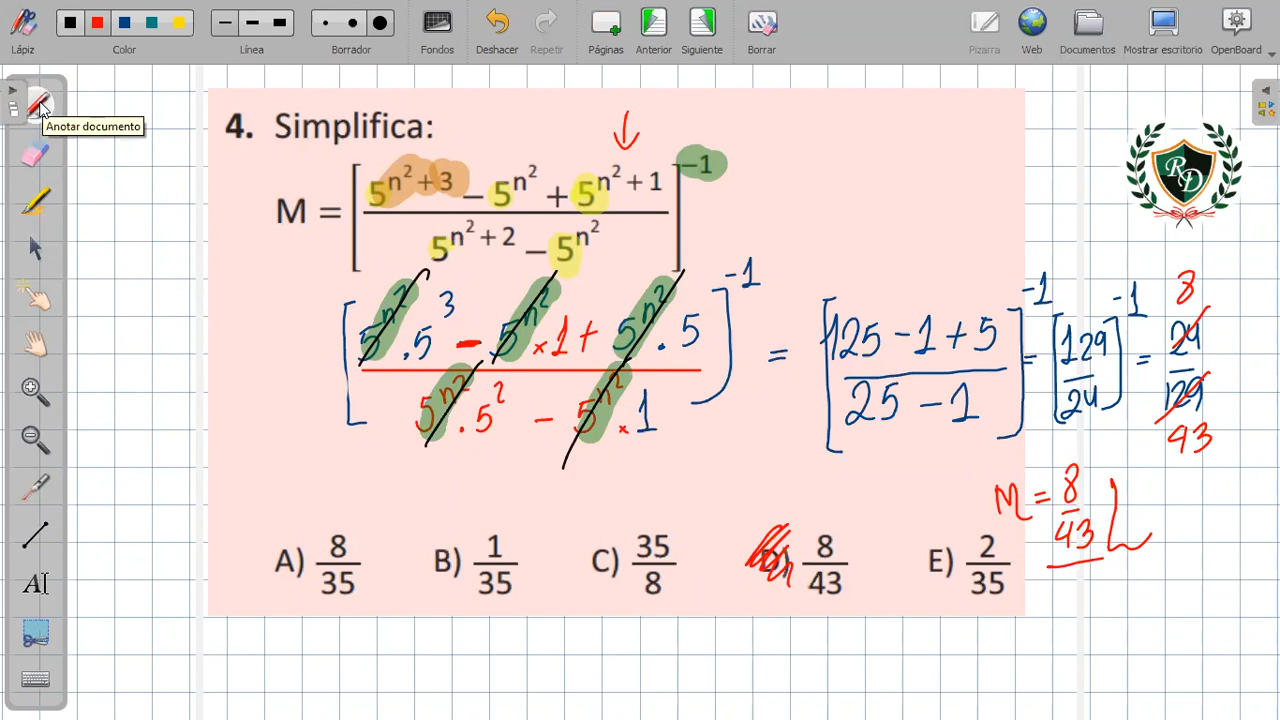 Lápiz Color Línea Borrador Fondos Deshacer Repetir Páginas Anterior Siguiente Borrar Pizarra Web Documentos Mostrar escritorio OpenBoard
Anotar documento
4. Simplifica:
M = [ (5^(n²+3) − 5^(n²) + 5^(n²+1)) / (5^(n²+2) − 5^(n²)) ]^(−1)
[ (5^(n²) . 5³ − 5^(n²) × 1 + 5^(n²) . 5) / (5^(n²) . 5² − 5^(n²) × 1) ]^(−1) = [ (125 − 1 + 5) / (25 − 1) ]^(−1) = [ 129/24 ]^(−1) = 24/129
8
43
M = 8/43
A) 8/35 B) 1/35 C) 35/8 D) 8/43 E) 2/35
RD
AI